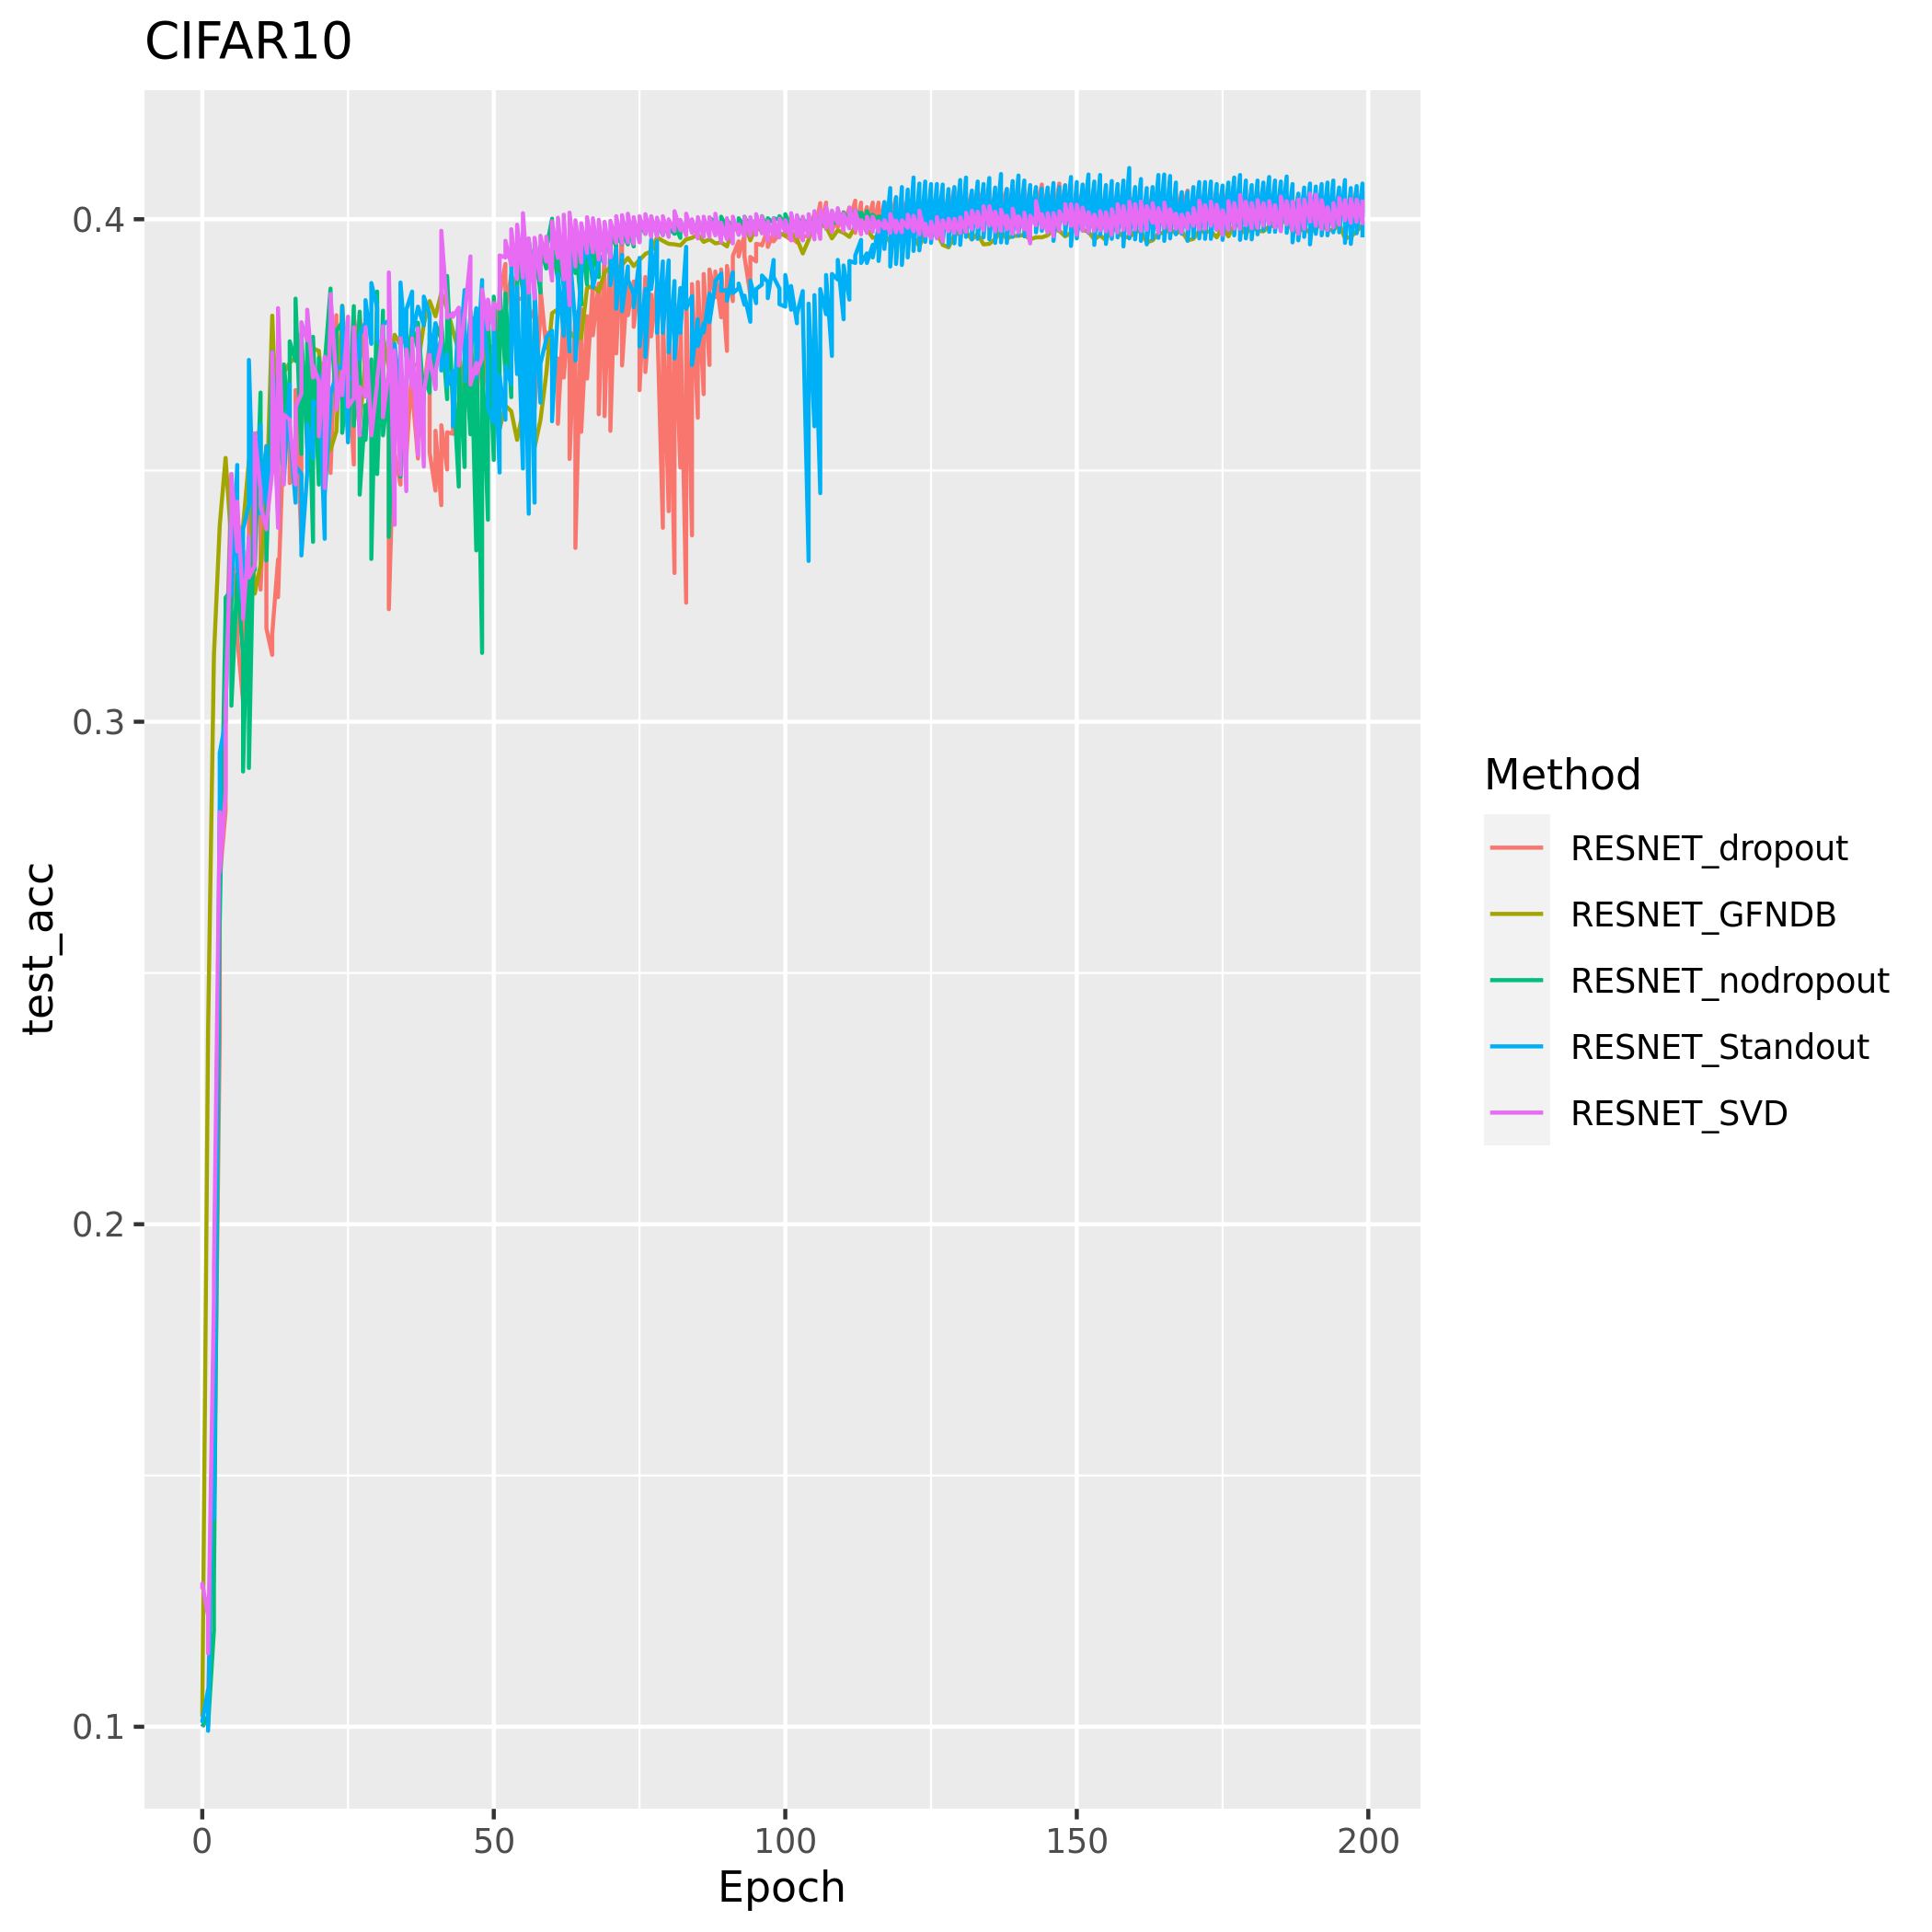 CIFAR10
test_acc
0.4
0.3
0.2
0.1
0
50
100
150
200
Epoch
Method
RESNET_dropout
RESNET_GFNDB
RESNET_nodropout
RESNET_Standout
RESNET_SVD